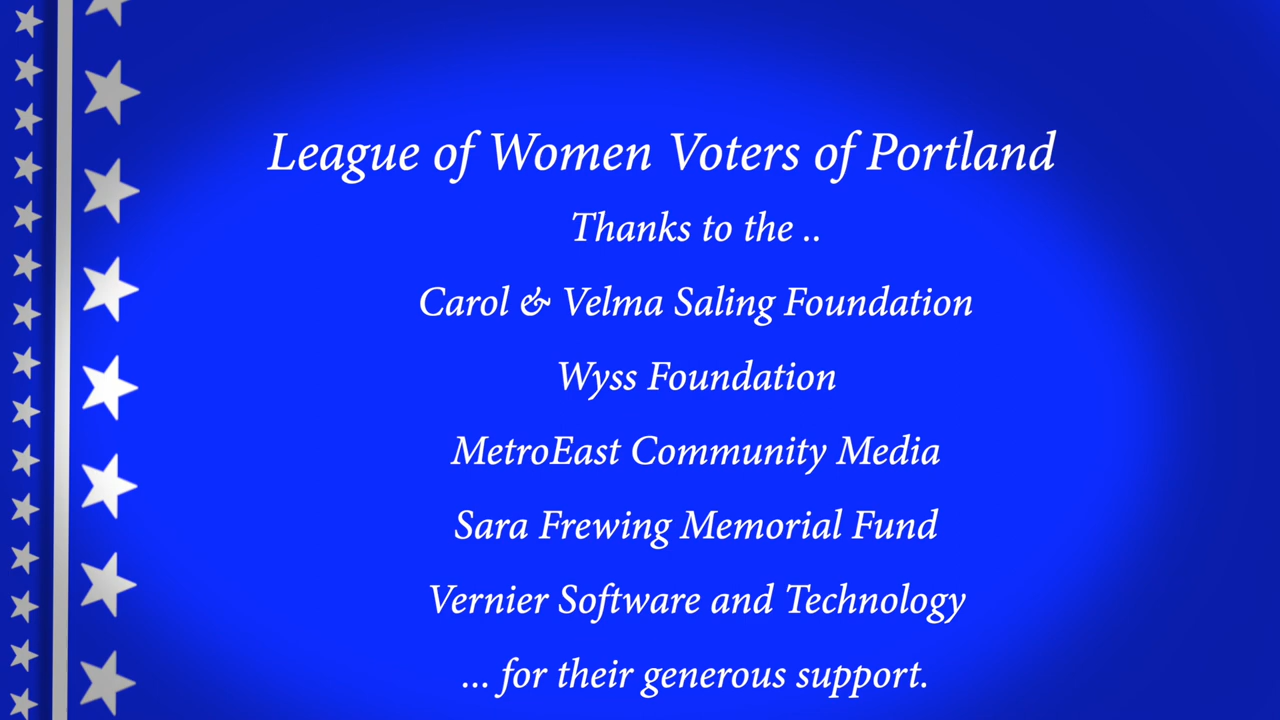 League of Women Voters of Portland
Thanks to the ..
Carol & Velma Saling Foundation
Wyss Foundation
MetroEast Community Media
Sara Frewing Memorial Fund
Vernier Software and Technology
... for their generous support.